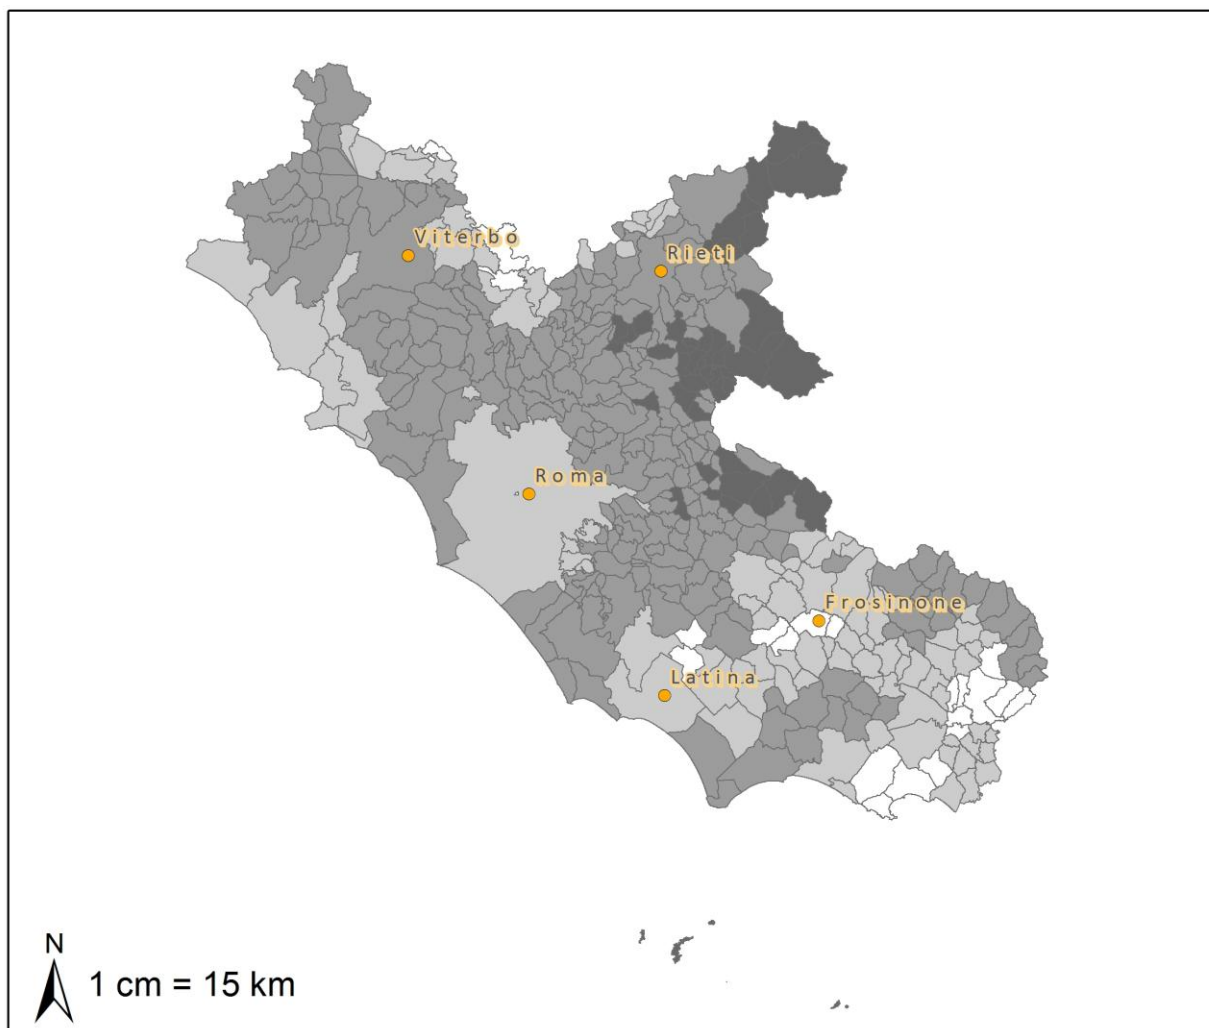 Viterbo
Rieti
Roma
Frosinone
Latina
N
1 cm = 15 km